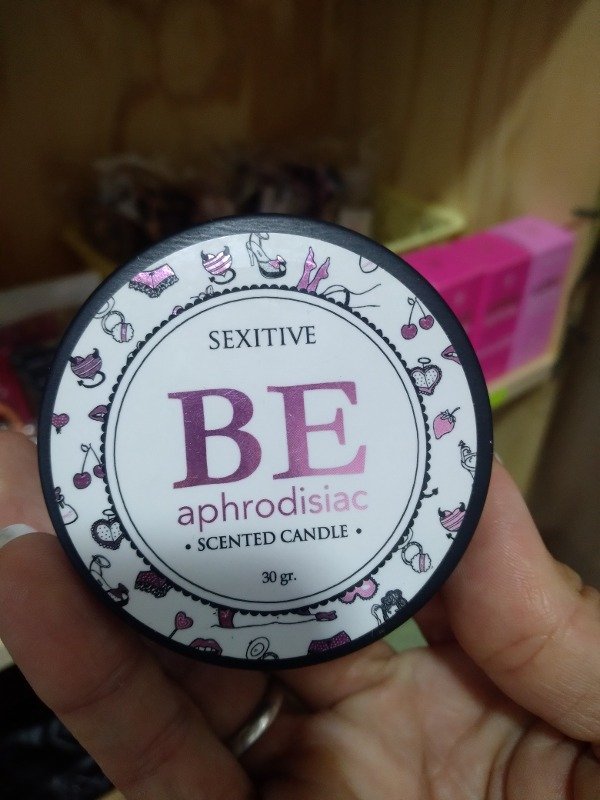 SEXITIVE
BE
aphrodisiac
• SCENTED CANDLE •
30 gr.